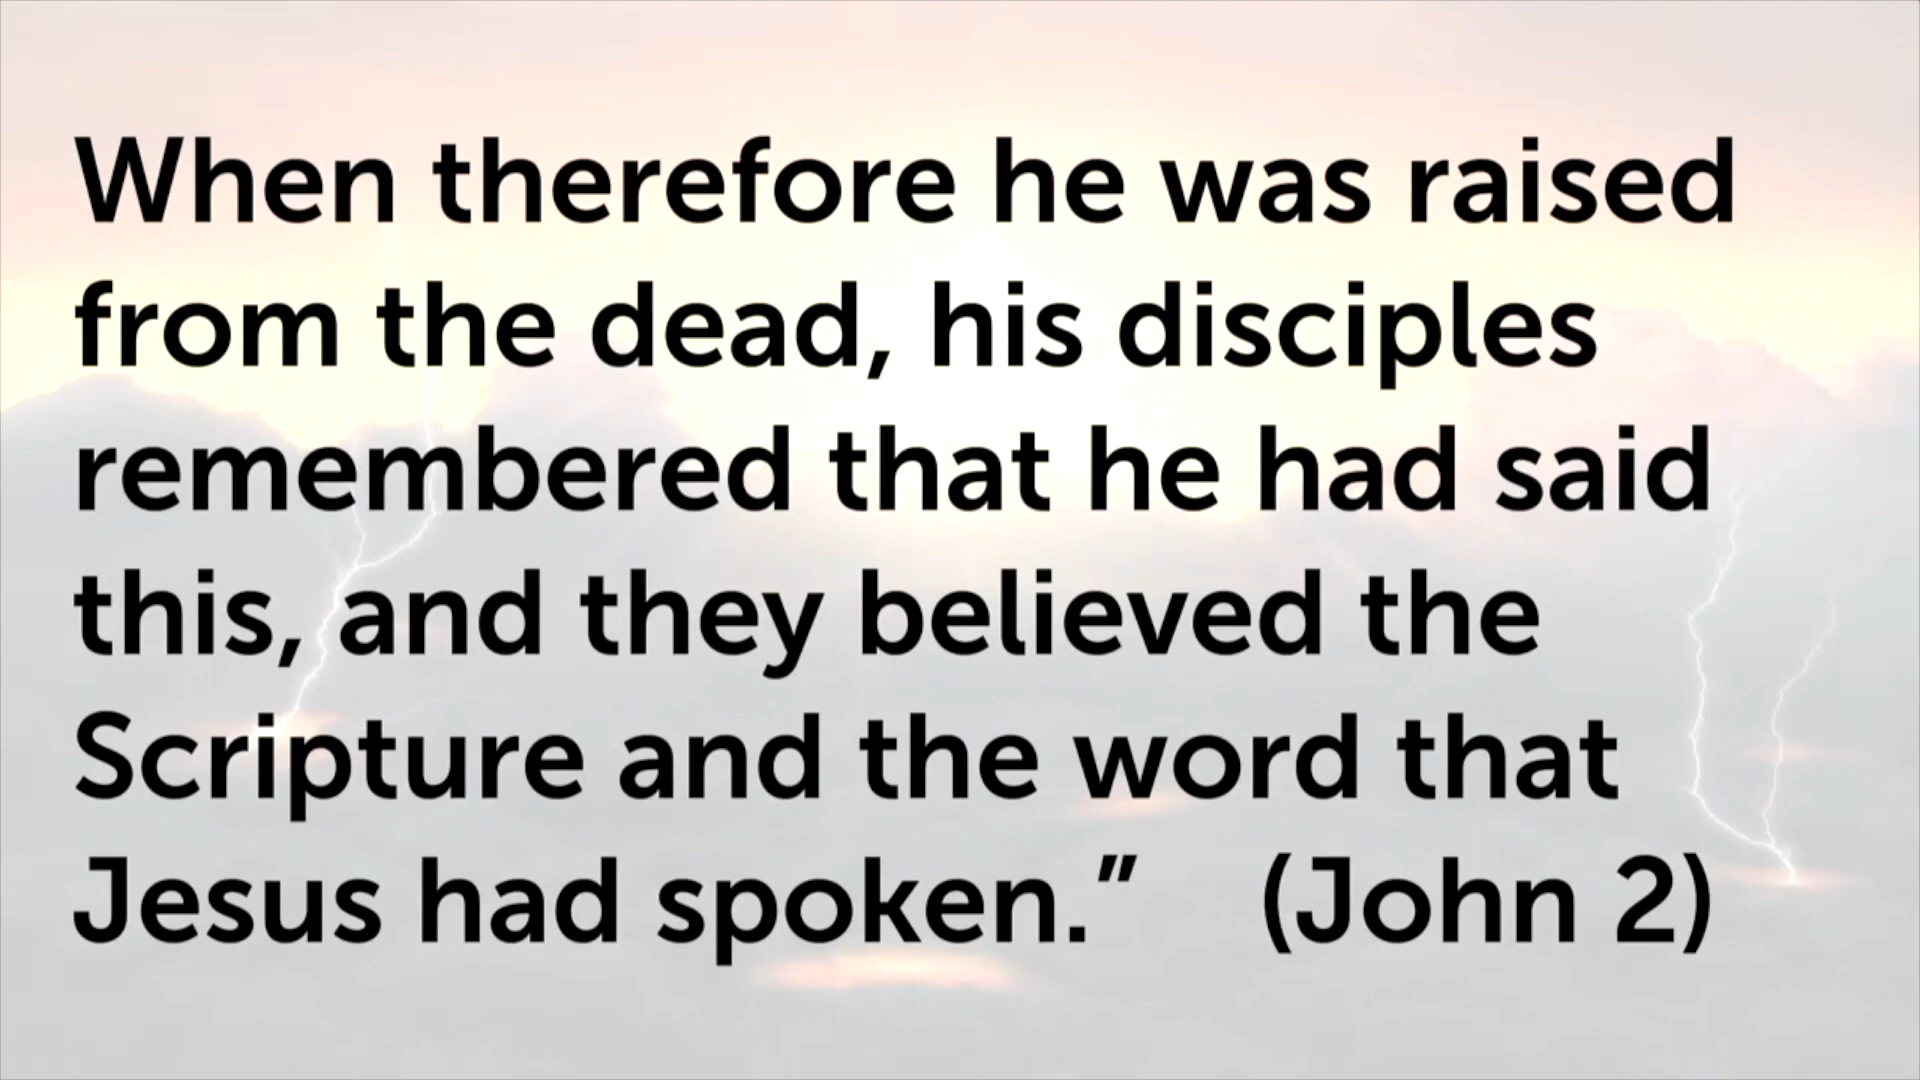 When therefore he was raised
from the dead, his disciples
remembered that he had said
this, and they believed the
Scripture and the word that
Jesus had spoken.”   (John 2)